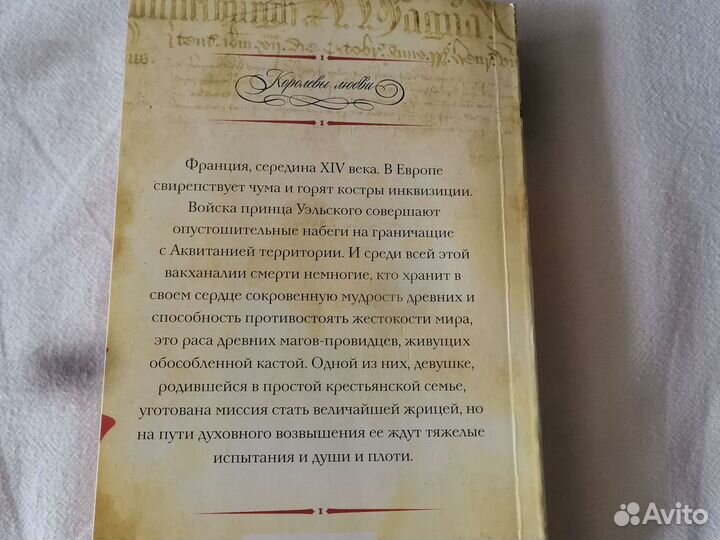 Magna
Королевы любви
Франция, середина XIV века. В Европе
свирепствует чума и горят костры инквизиции.
Войска принца Уэльского совершают
опустошительные набеги на граничащие
с Аквитанией территории. И среди всей этой
вакханалии смерти немногие, кто хранит в
своем сердце сокровенную мудрость древних и
способность противостоять жестокости мира,
это раса древних магов-провидцев, живущих
обособленной кастой. Одной из них, девушке,
родившейся в простой крестьянской семье,
уготована миссия стать величайшей жрицей, но
на пути духовного возвышения ее ждут тяжелые
испытания и души и плоти.
Avito